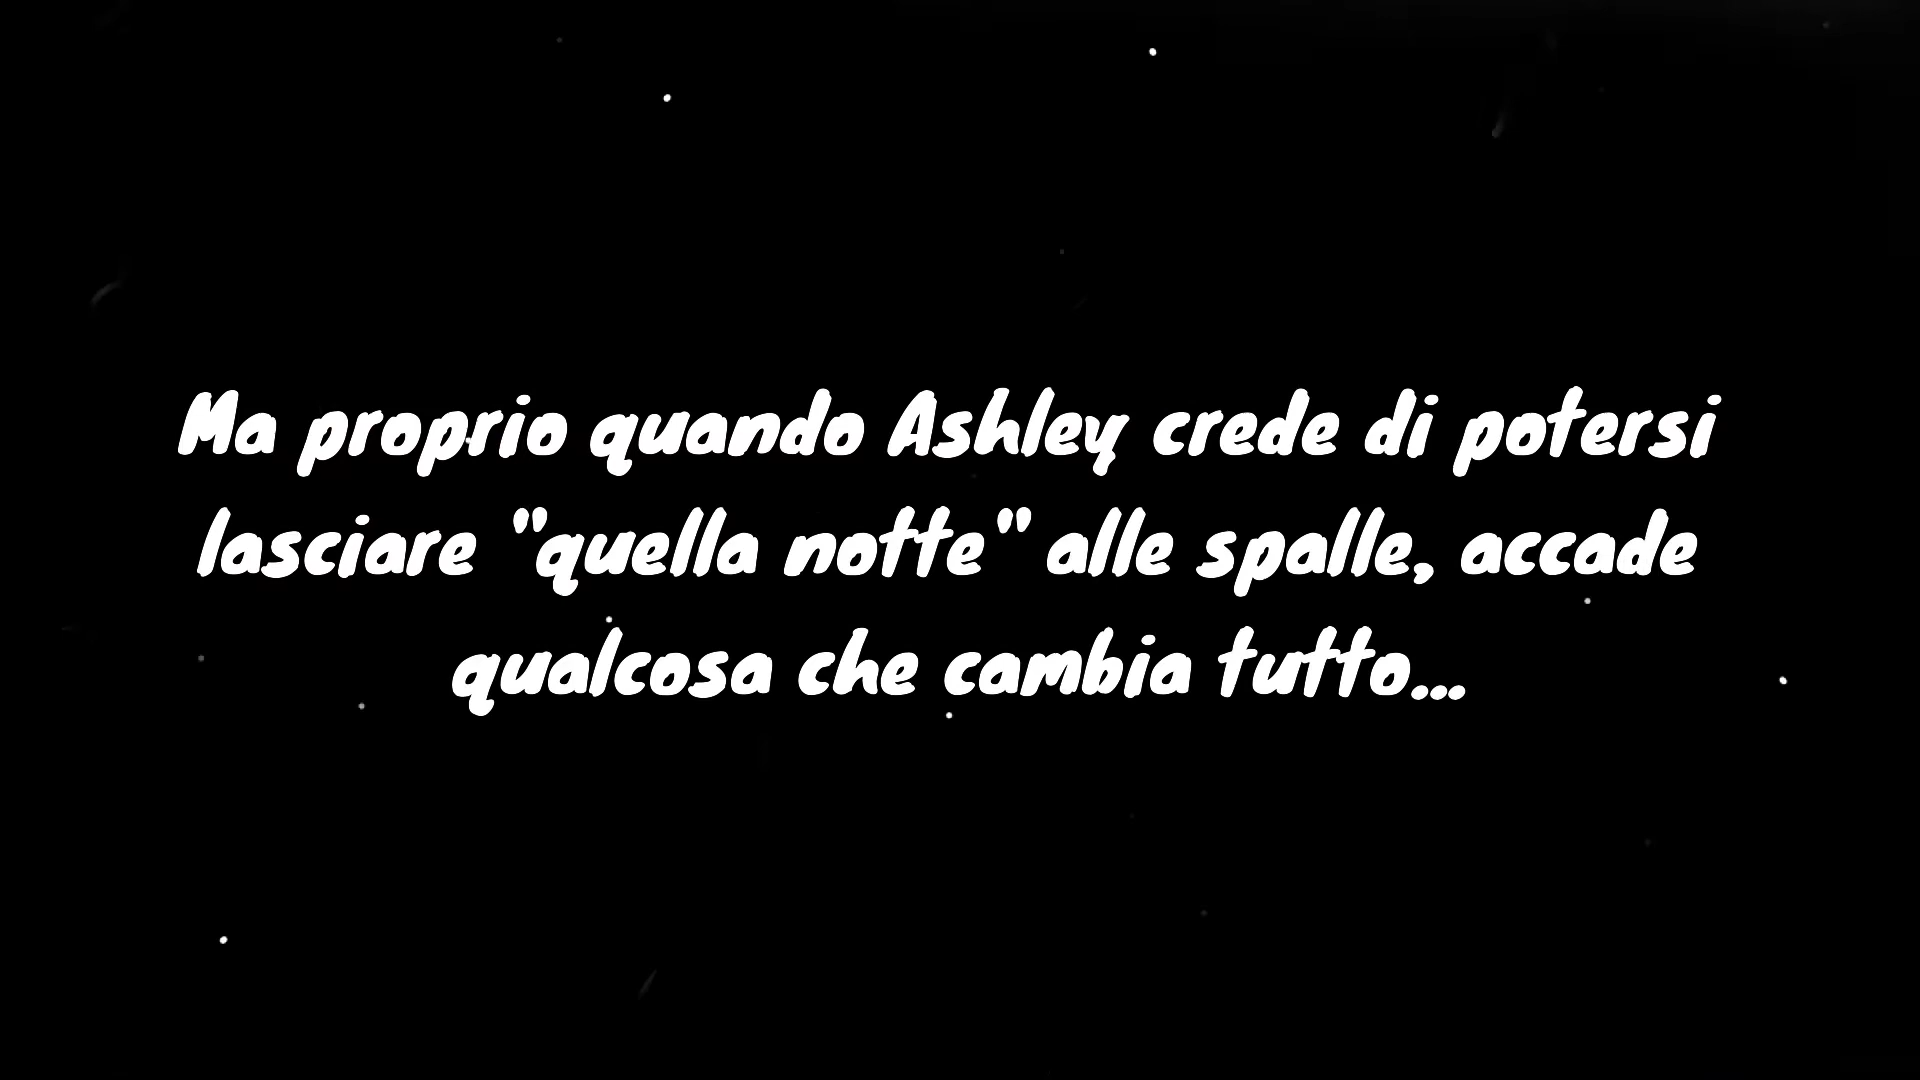 Ma proprio quando Ashley crede di potersi
lasciare "quella notte" alle spalle, accade
qualcosa che cambia tutto...